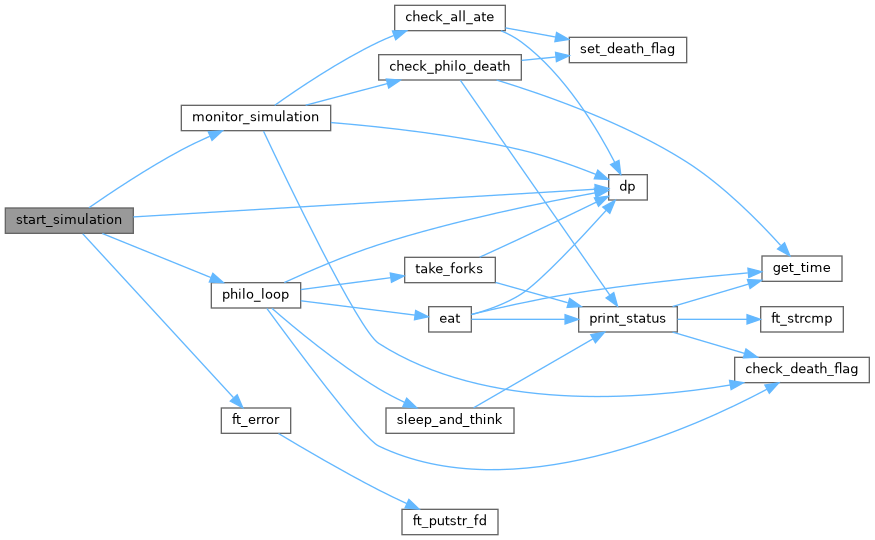 check_all_ate
set_death_flag
check_philo_death
monitor_simulation
dp
start_simulation
take_forks
get_time
philo_loop
eat
print_status
ft_strcmp
check_death_flag
ft_error
sleep_and_think
ft_putstr_fd